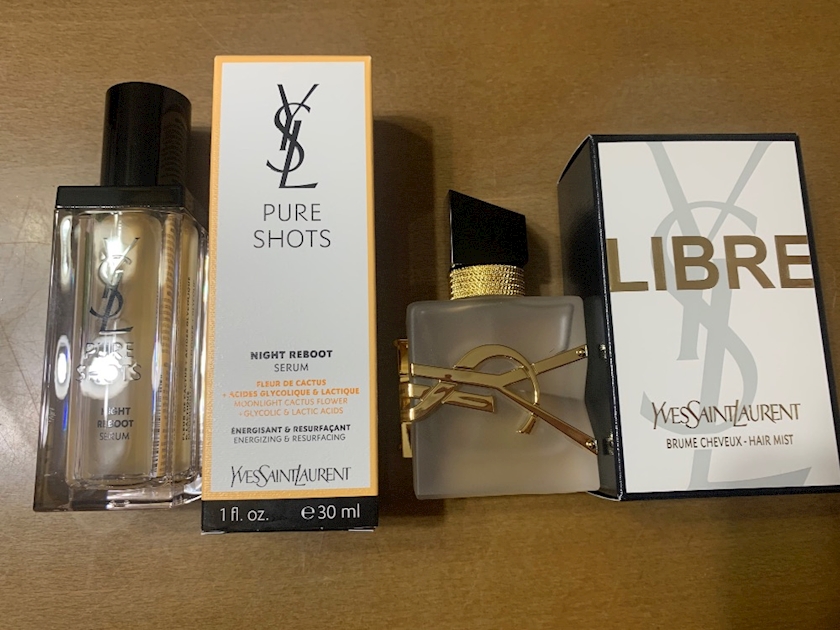 YSL
PURE
SHOTS
NIGHT
REBOOT
SERUM
YSL
PURE
SHOTS
NIGHT REBOOT
SERUM
FLEUR DE CACTUS
+ ACIDES GLYCOLIQUE & LACTIQUE
MOONLIGHT CACTUS FLOWER
+ GLYCOLIC & LACTIC ACIDS
ÉNERGISANT & RESURFAÇANT
ENERGIZING & RESURFACING
YVESSAINTLAURENT
1 fl. oz. e 30 ml
YSL
LIBRE
YVESSAINTLAURENT
BRUME CHEVEUX - HAIR MIST